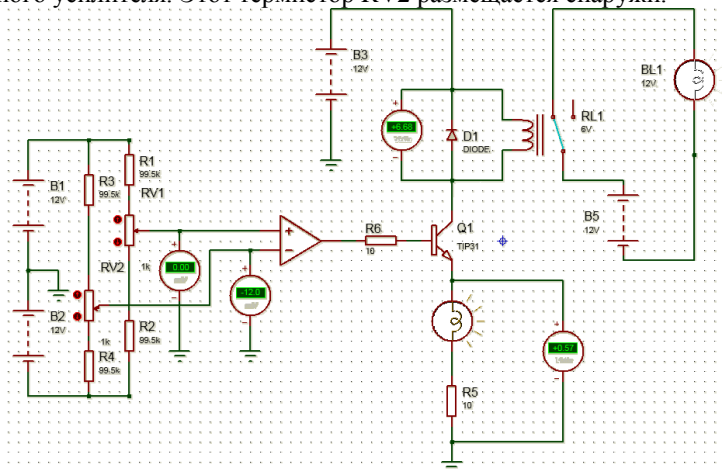 ного усилителя. Этот термистор RV2 размещается снаружи.
B3
12V
BL1
12V
+6.68
D1
DIODE
RL1
6V
R1
99.5k
B1
12V
R3
99.5k
RV1
B5
12V
R6
10
Q1
TIP31
RV2
1k
0.00
-12.0
B2
12V
1k
R2
99.5k
R4
99.5k
+0.57
R5
10